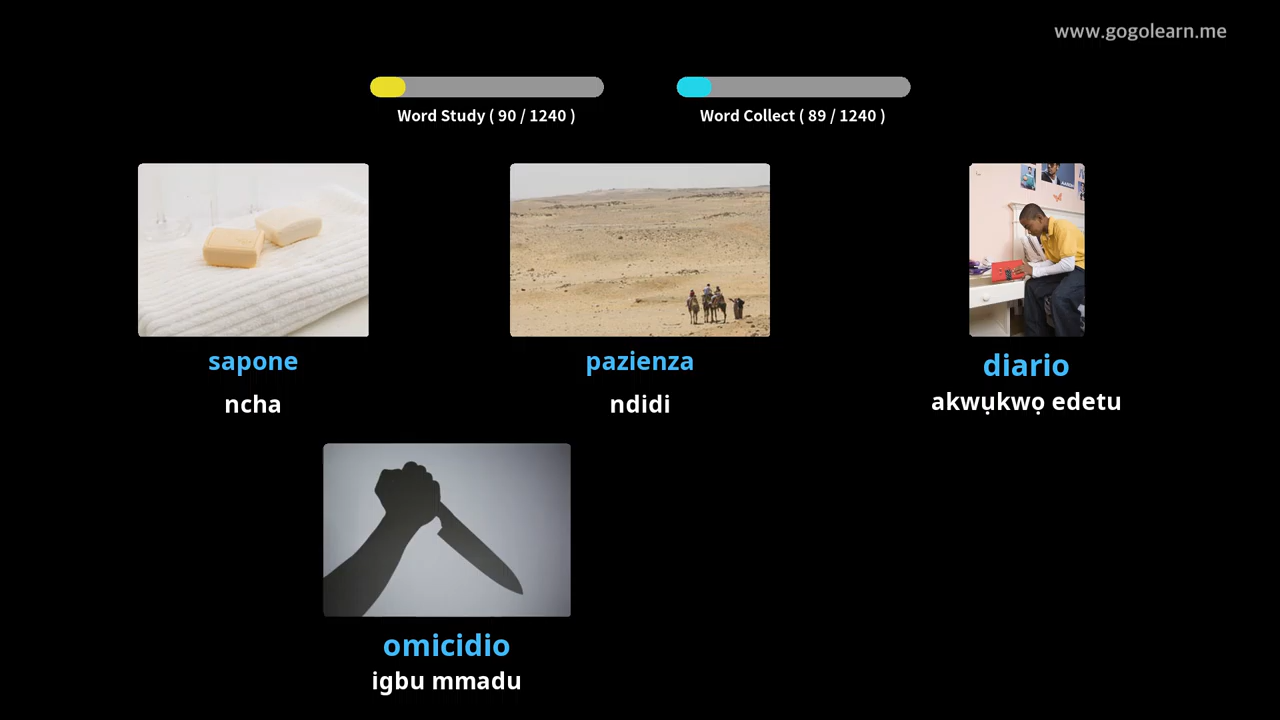 www.gogolearn.me
Word Study ( 90 / 1240 )
Word Collect ( 89 / 1240 )
sapone
pazienza
diario
ncha
ndidi
akwụkwọ edetu
omicidio
igbu mmadu